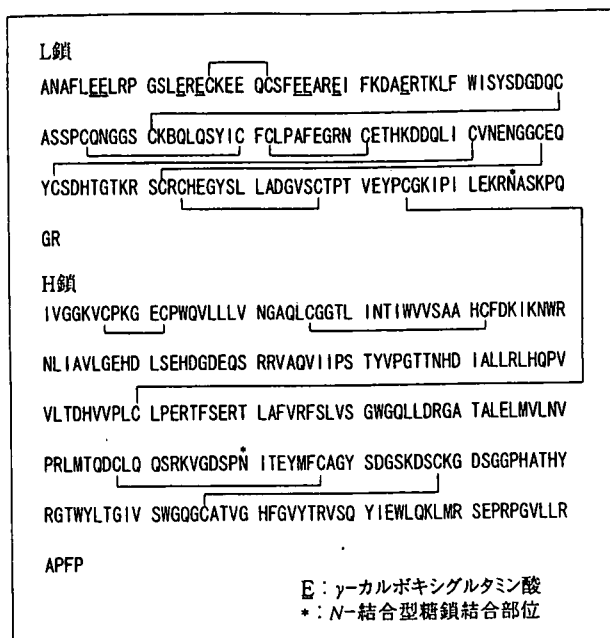 L鎖
ANAFLEELRP GSLERECKEE QCSFEEAREI FKDAERTKLF WISYSDGDQC
ASSPCQNGGS CKBQLQSYIC FCLPAFEGRN CETHKDDQLI CVNENGGCEQ
YCSDHTGTKR SCRCHEGYSL LADGVSCTPT VEYPCGKIPI LEKRNASKPQ
*
GR
H鎖
IVGGKVCPKG ECPWQVLLLV NGAQLCGGTL INTIWVVSAA HCFDKIKNWR
NLIAVLGEHD LSEHDGDEQS RRVAQVIIPS TYVPGTTNHD IALLRLHQPV
VLTDHVVPLC LPERTFSERT LAFVRFSLVS GWGQLLDRGA TALELMVLNV
*
PRLMTQDCLQ QSRKVGDSPN ITEYMFCAGY SDGSKDSCKG DSGGPHATHY
RGTWYLTGIV SWGQGCATVG HFGVYTRVSQ YIEWLQKLMR SEPRPGVLLR
APFP
E：γ-カルボキシグルタミン酸
*：N-結合型糖鎖結合部位